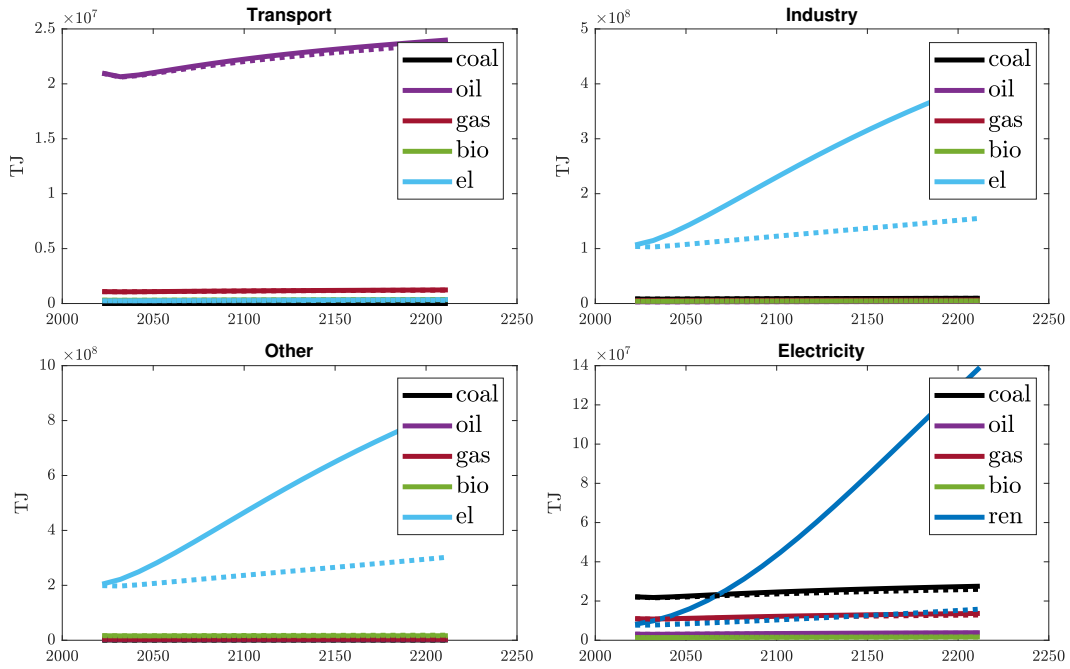 Transport
×10^7
2.5
2
1.5
1
0.5
0
TJ
2000 2050 2100 2150 2200 2250
coal
oil
gas
bio
el
Industry
×10^8
5
4
3
2
1
0
TJ
2000 2050 2100 2150 2200 2250
coal
oil
gas
bio
el
Other
×10^8
10
8
6
4
2
0
TJ
2000 2050 2100 2150 2200 2250
coal
oil
gas
bio
el
Electricity
×10^7
14
12
10
8
6
4
2
0
TJ
2000 2050 2100 2150 2200 2250
coal
oil
gas
bio
ren